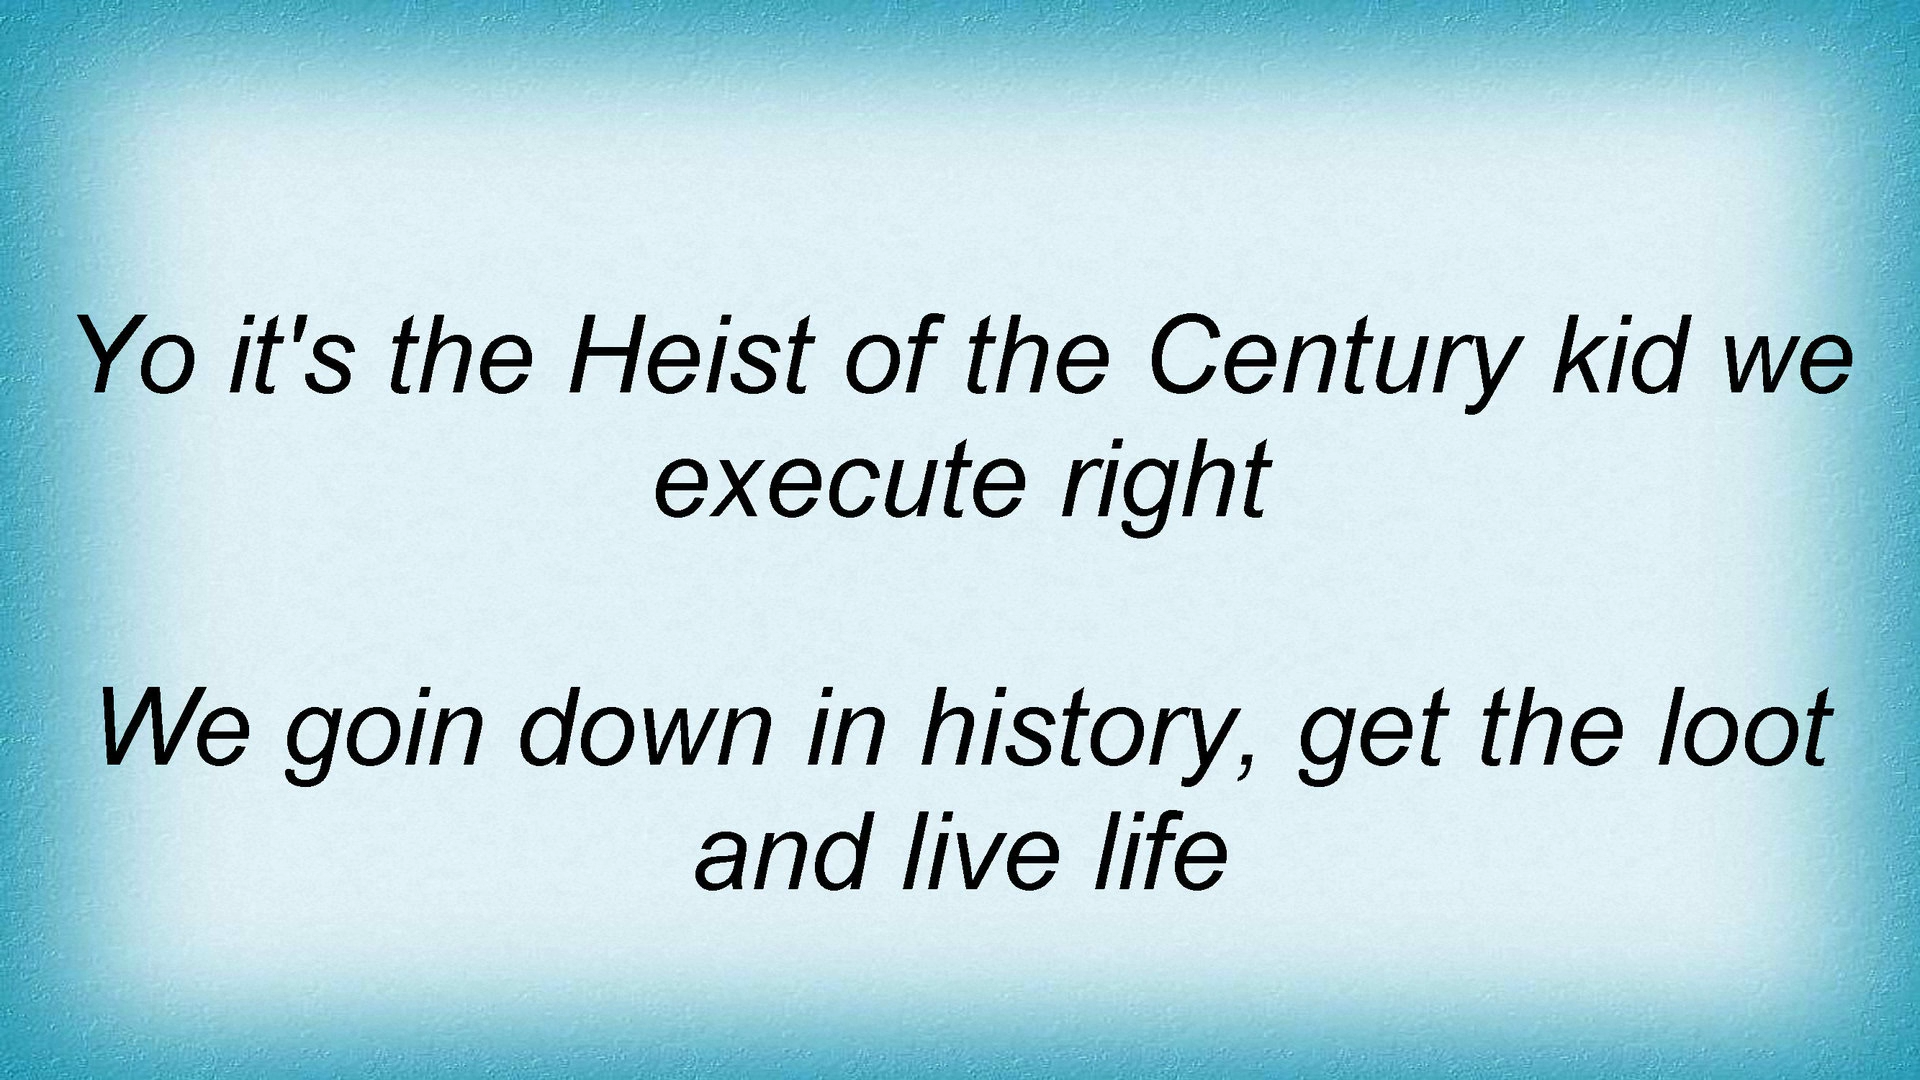 Yo it's the Heist of the Century kid we
execute right
We goin down in history, get the loot
and live life